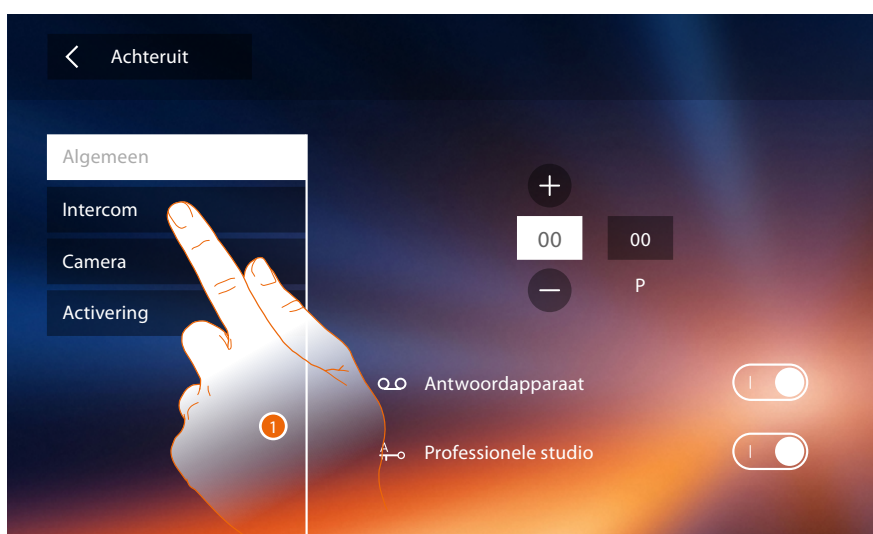 Achteruit
Algemeen
Intercom
Camera
Activering
00 00
P
Antwoordapparaat
A
Professionele studio
1